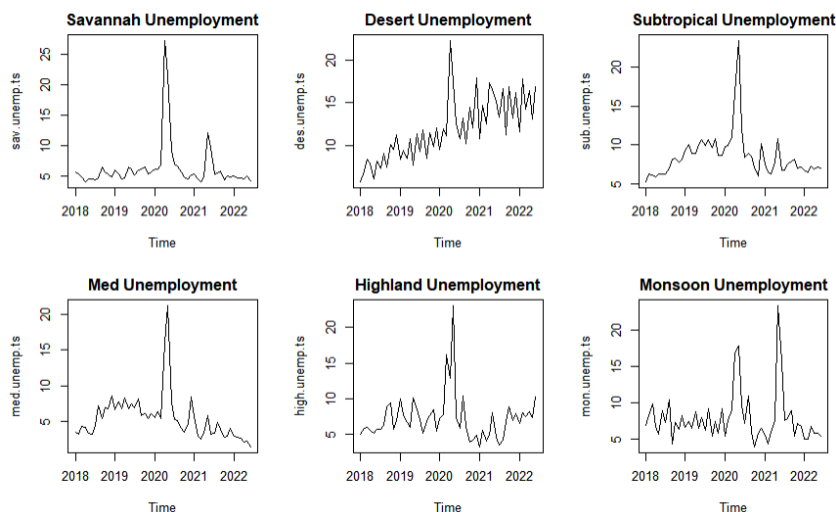 Savannah Unemployment
sav.unemp.ts
25
20
15
10
5
2018 2019 2020 2021 2022
Time
Desert Unemployment
des.unemp.ts
20
15
10
2018 2019 2020 2021 2022
Time
Subtropical Unemployment
sub.unemp.ts
20
15
10
5
2018 2019 2020 2021 2022
Time
Med Unemployment
med.unemp.ts
20
15
10
5
2018 2019 2020 2021 2022
Time
Highland Unemployment
high.unemp.ts
20
15
10
5
2018 2019 2020 2021 2022
Time
Monsoon Unemployment
mon.unemp.ts
20
15
10
5
2018 2019 2020 2021 2022
Time